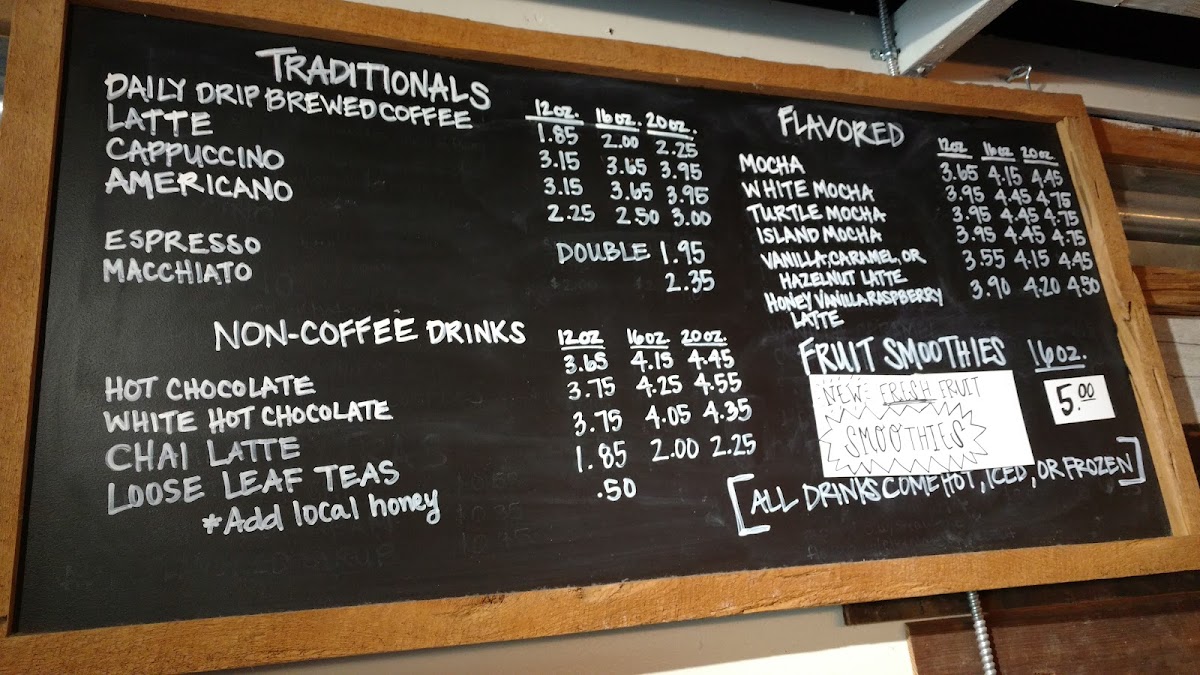 TRADITIONALS
12oz. 16oz. 20oz.
DAILY DRIP BREWED COFFEE 1.85 2.00 2.25
LATTE 3.15 3.65 3.95
CAPPUCCINO 3.15 3.65 3.95
AMERICANO 2.25 2.50 3.00
ESPRESSO DOUBLE 1.95
MACCHIATO 2.35
NON-COFFEE DRINKS 12oz 16oz. 20oz.
HOT CHOCOLATE 3.65 4.15 4.45
WHITE HOT CHOCOLATE 3.75 4.25 4.55
CHAI LATTE 3.75 4.05 4.35
LOOSE LEAF TEAS 1.85 2.00 2.25
*Add local honey .50
FLAVORED 12oz 16oz 20oz.
MOCHA 3.65 4.15 4.45
WHITE MOCHA 3.95 4.45 4.75
TURTLE MOCHA 3.95 4.45 4.75
ISLAND MOCHA 3.95 4.45 4.75
VANILLA, CARAMEL, OR 3.55 4.15 4.45
HAZELNUT LATTE
HONEY VANILLA RASPBERRY 3.90 4.20 4.50
LATTE
FRUIT SMOOTHIES 16oz.
NEW: FRESH FRUIT 5.00
SMOOTHIES
[ALL DRINKS COME HOT, ICED, OR FROZEN]